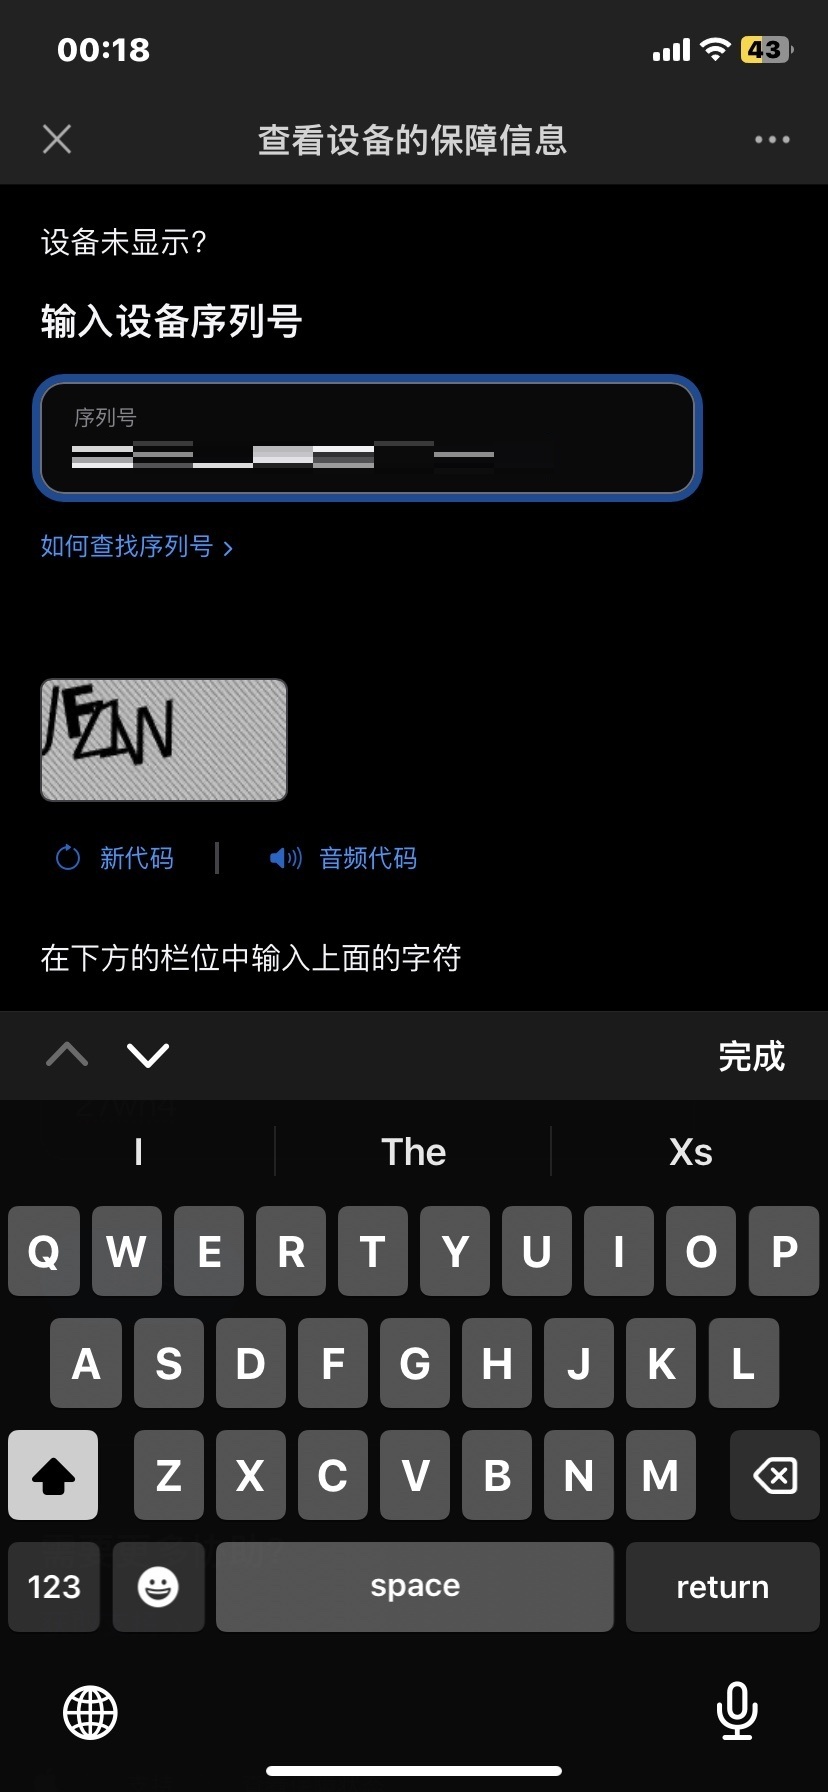 00:18
43
查看设备的保障信息
设备未显示?
输入设备序列号
序列号
如何查找序列号
新代码
音频代码
在下方的栏位中输入上面的字符
完成
I The Xs
Q W E R T Y U I O P
A S D F G H J K L
Z X C V B N M
123 space return